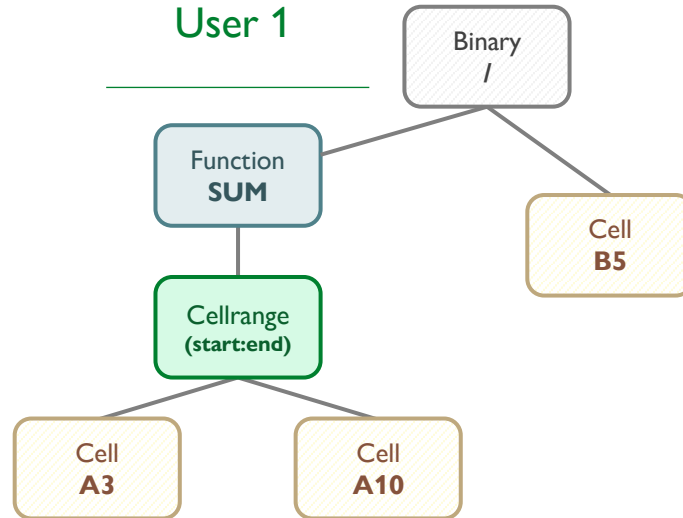 User 1
Binary
/
Function
SUM
Cell
B5
Cellrange
(start:end)
Cell
A3
Cell
A10